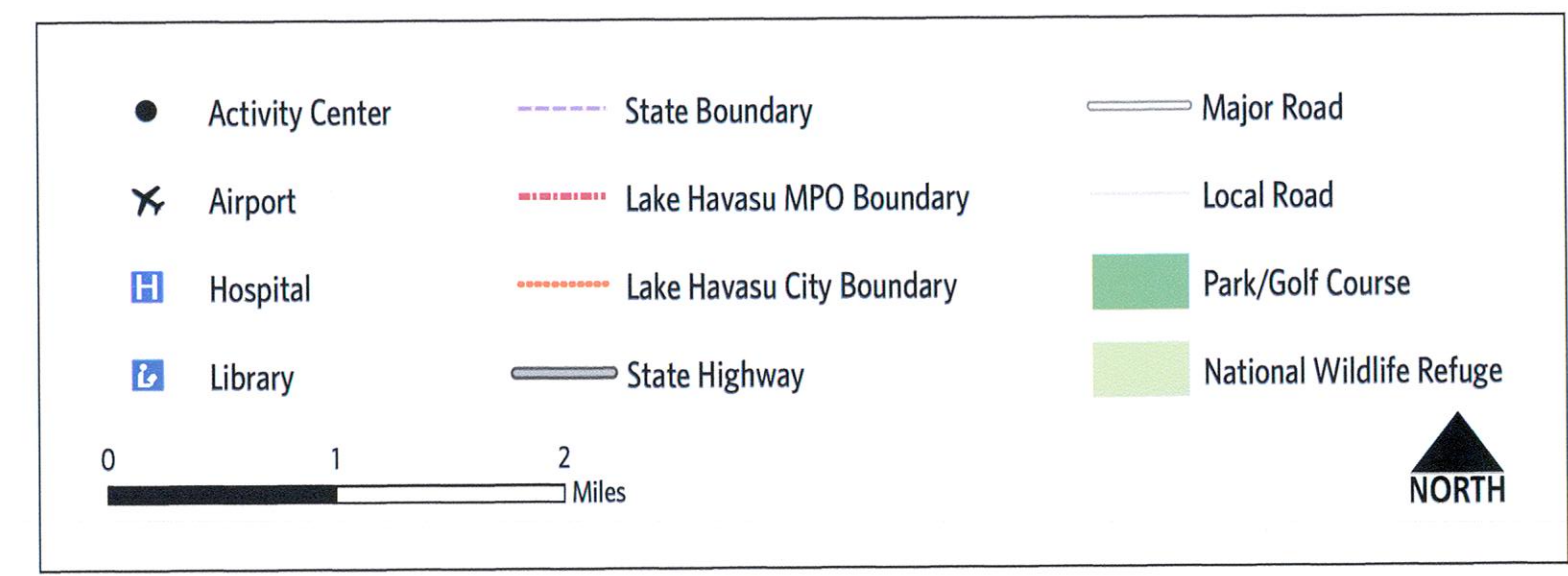 Activity Center
Airport
H
Hospital
Library
State Boundary
Lake Havasu MPO Boundary
Lake Havasu City Boundary
State Highway
Major Road
Local Road
Park/Golf Course
National Wildlife Refuge
0 1 2
Miles
NORTH